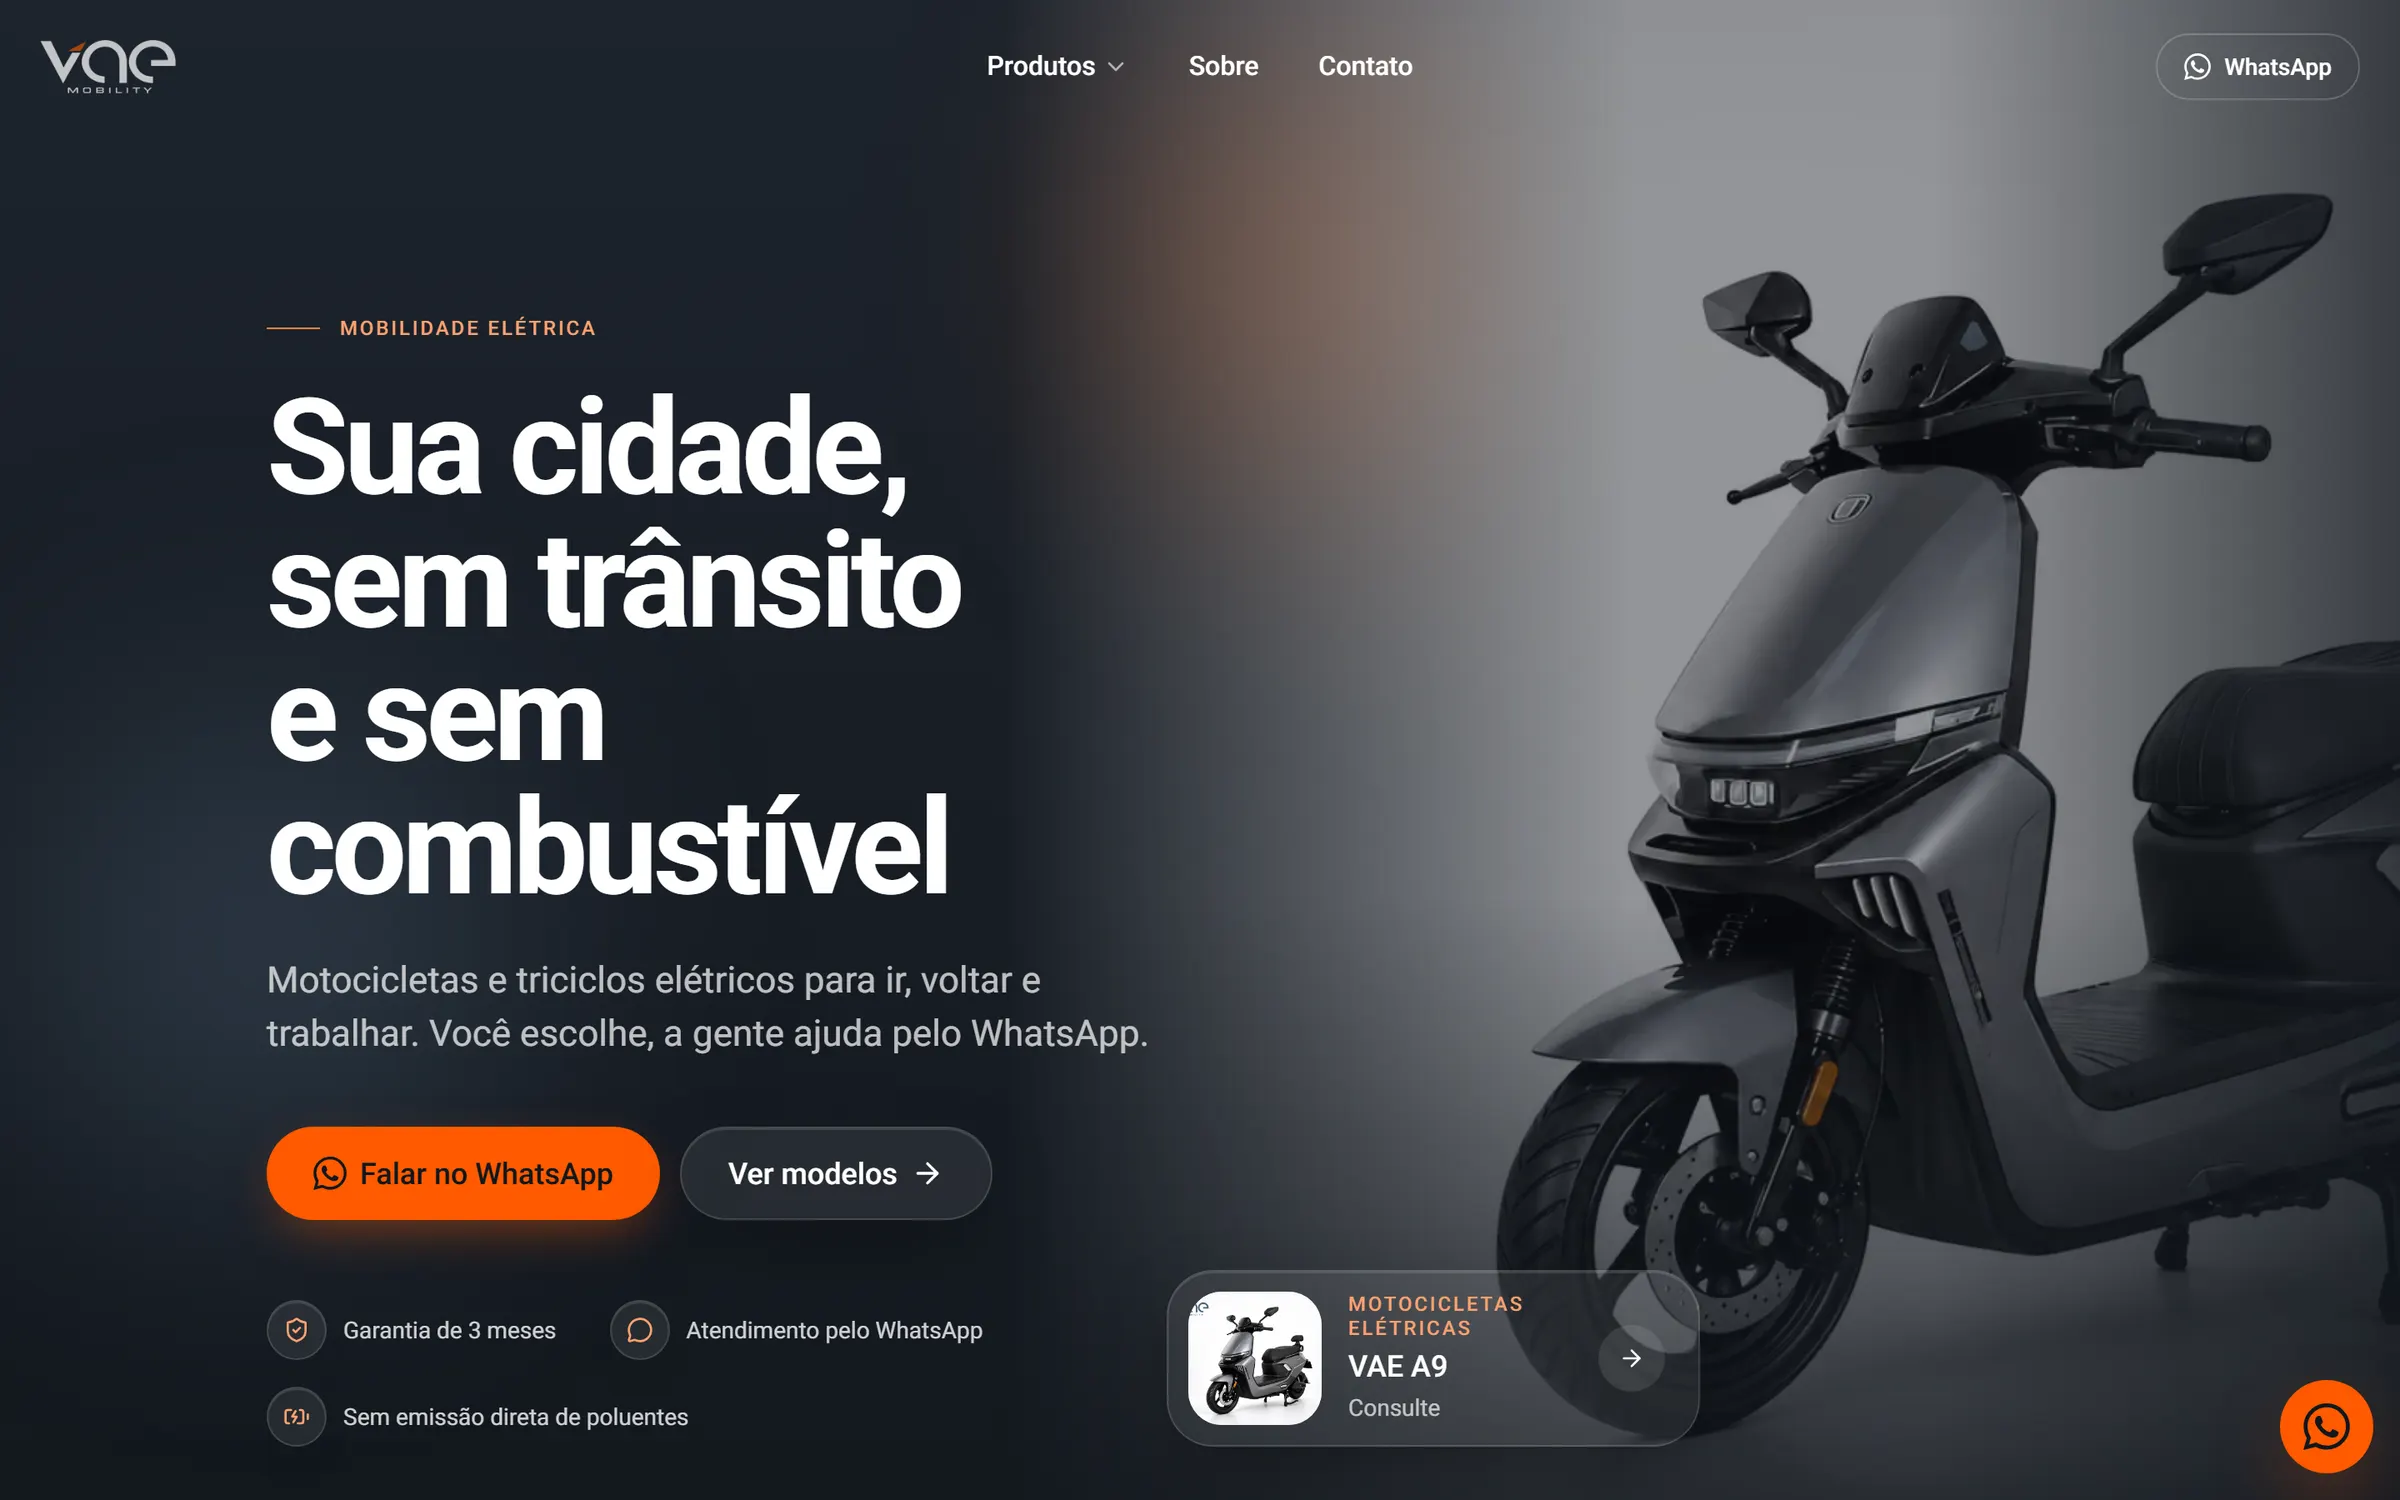 vae
MOBILITY
Produtos
Sobre
Contato
WhatsApp
MOBILIDADE ELÉTRICA
Sua cidade,
sem trânsito
e sem
combustível
Motocicletas e triciclos elétricos para ir, voltar e
trabalhar. Você escolhe, a gente ajuda pelo WhatsApp.
Falar no WhatsApp
Ver modelos
Garantia de 3 meses
Atendimento pelo WhatsApp
Sem emissão direta de poluentes
MOTOCICLETAS
ELÉTRICAS
VAE A9
Consulte